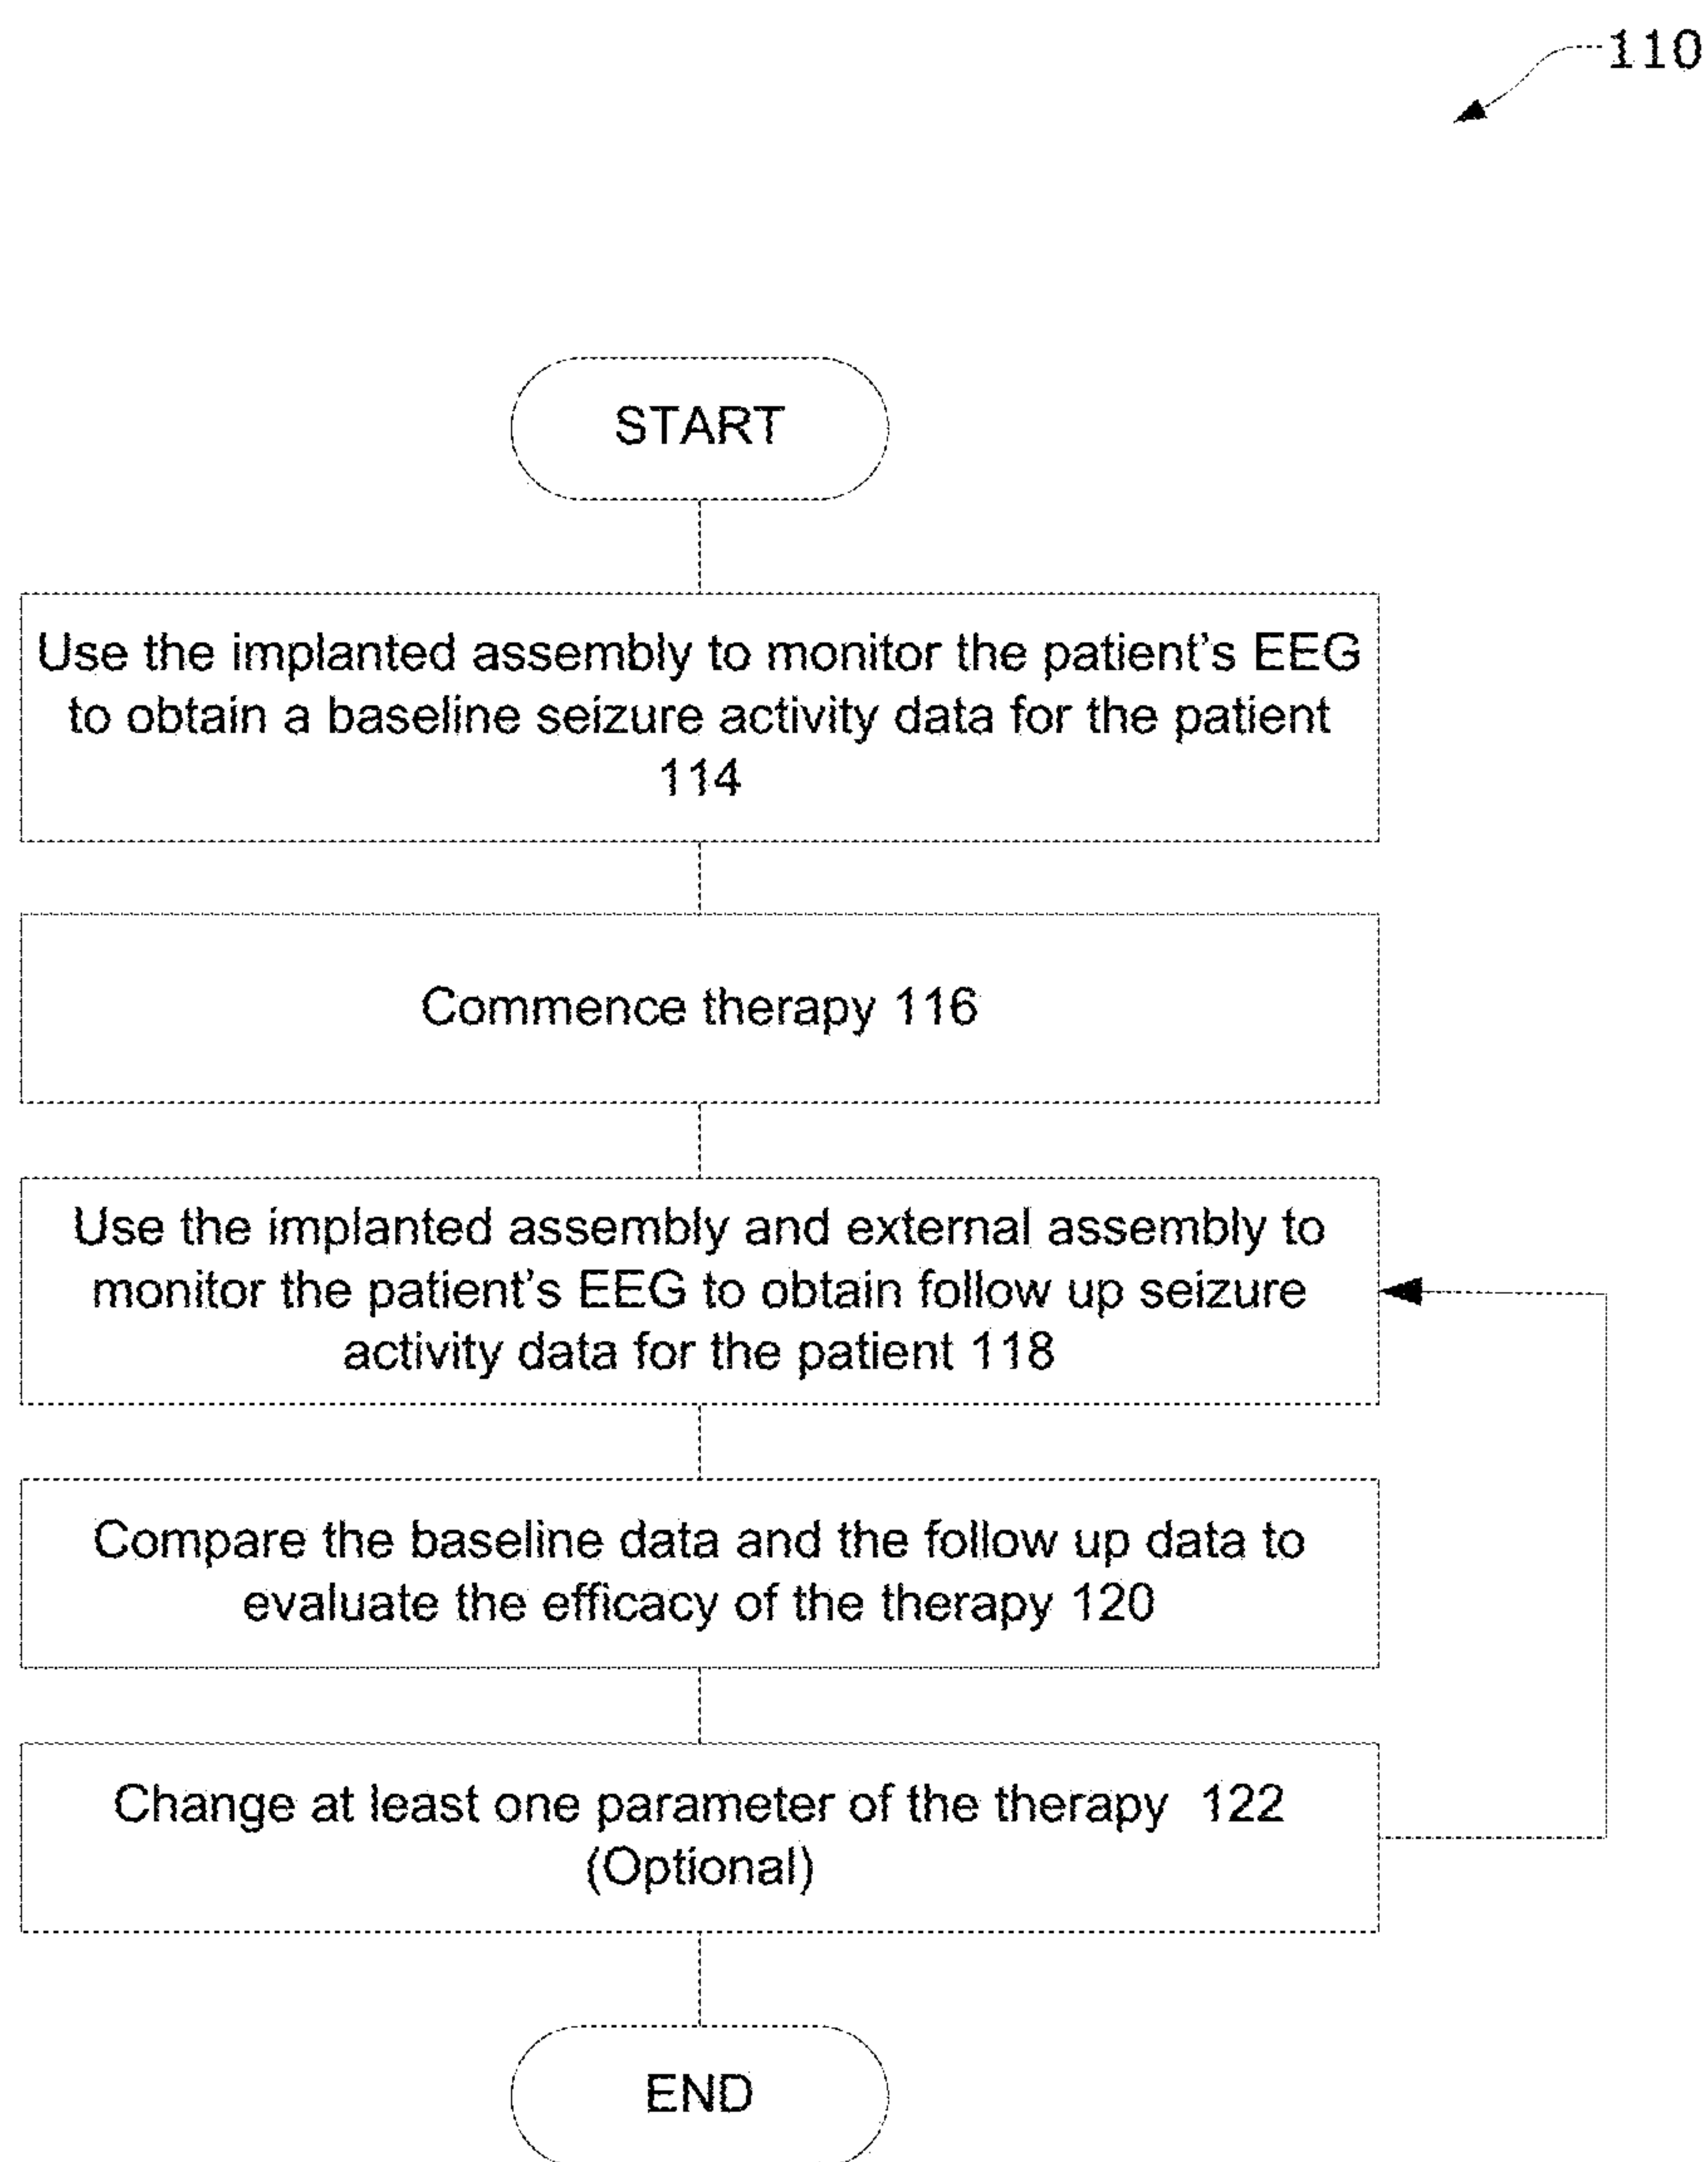 110
START
Use the implanted assembly to monitor the patient's EEG
to obtain a baseline seizure activity data for the patient
114
Commence therapy 116
Use the implanted assembly and external assembly to
monitor the patient's EEG to obtain follow up seizure
activity data for the patient 118
Compare the baseline data and the follow up data to
evaluate the efficacy of the therapy 120
Change at least one parameter of the therapy 122
(Optional)
END